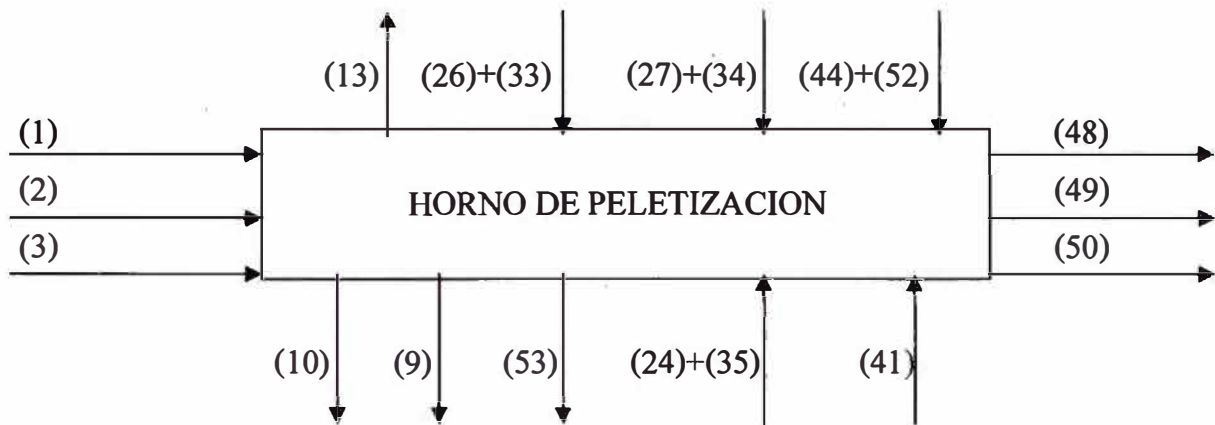 (13) (26)+(33) (27)+(34) (44)+(52)
(1) (48)
(2) HORNO DE PELETIZACION (49)
(3) (50)
(10) (9) (53) (24)+(35) (41)